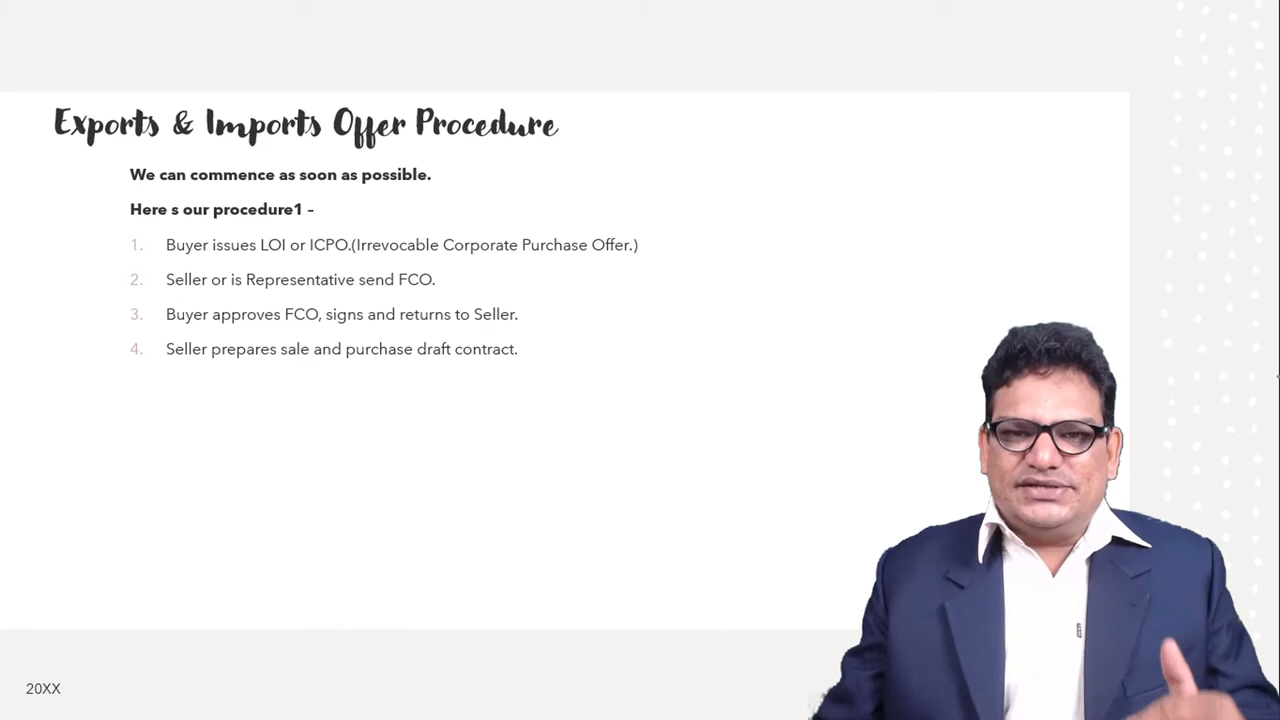 Exports & Imports Offer Procedure
We can commence as soon as possible.
Here s our procedure1 –
1. Buyer issues LOI or ICPO.(Irrevocable Corporate Purchase Offer.)
2. Seller or is Representative send FCO.
3. Buyer approves FCO, signs and returns to Seller.
4. Seller prepares sale and purchase draft contract.
20XX